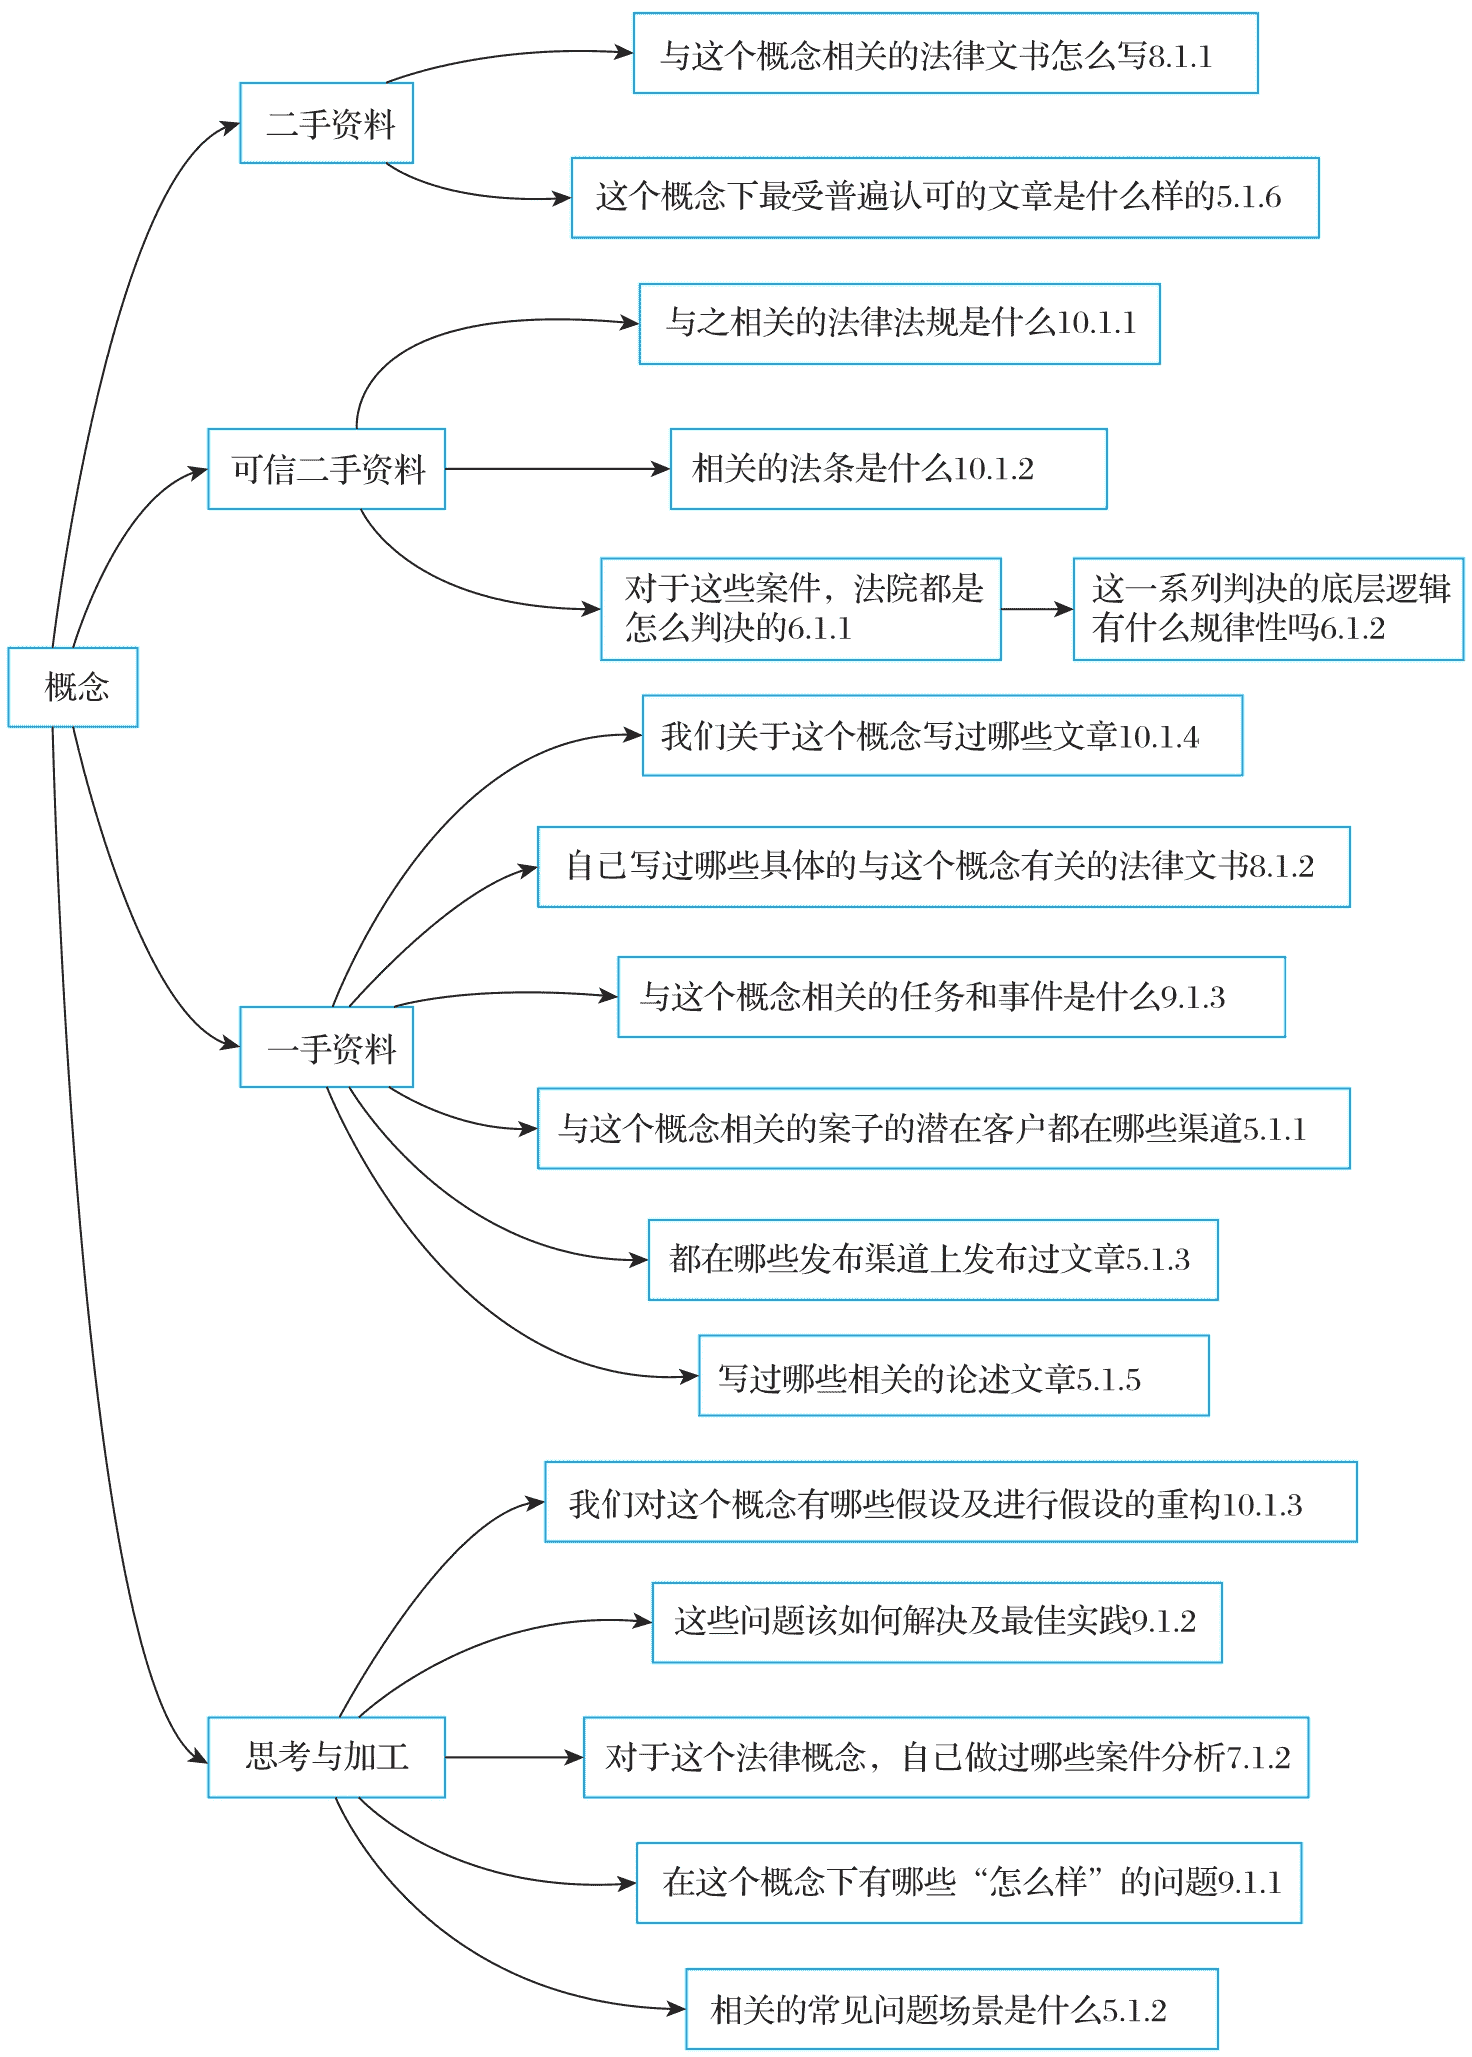 与这个概念相关的法律文书怎么写8.1.1
二手资料
这个概念下最受普遍认可的文章是什么样的5.1.6
与之相关的法律法规是什么10.1.1
可信二手资料
相关的法条是什么10.1.2
对于这些案件，法院都是
怎么判决的6.1.1
这一系列判决的底层逻辑
有什么规律性吗6.1.2
概念
我们关于这个概念写过哪些文章10.1.4
自己写过哪些具体的与这个概念有关的法律文书8.1.2
与这个概念相关的任务和事件是什么9.1.3
一手资料
与这个概念相关的案子的潜在客户都在哪些渠道5.1.1
都在哪些发布渠道上发布过文章5.1.3
写过哪些相关的论述文章5.1.5
我们对这个概念有哪些假设及进行假设的重构10.1.3
这些问题该如何解决及最佳实践9.1.2
思考与加工
对于这个法律概念，自己做过哪些案件分析7.1.2
在这个概念下有哪些“怎么样”的问题9.1.1
相关的常见问题场景是什么5.1.2